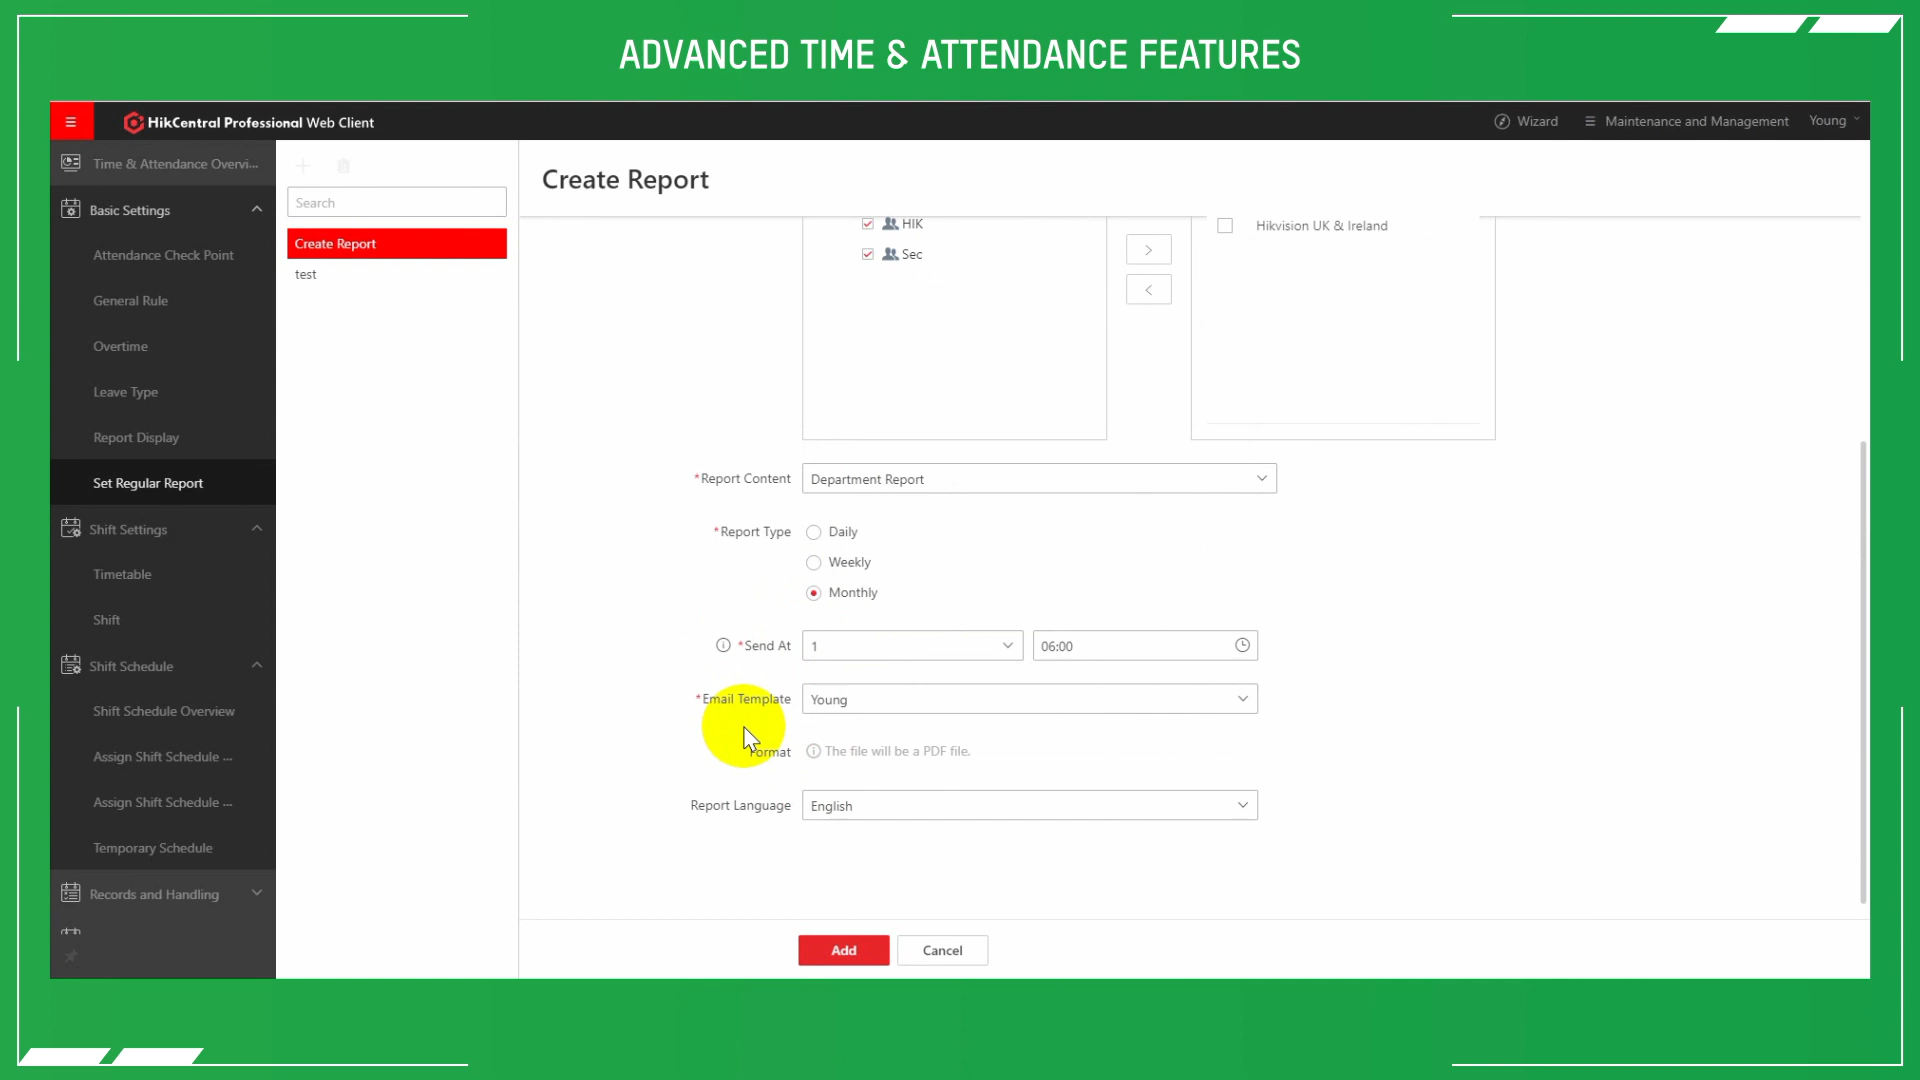 ADVANCED TIME & ATTENDANCE FEATURES
HikCentral Professional Web Client
Wizard
Maintenance and Management
Young
Time & Attendance Overvi...
Basic Settings
Attendance Check Point
General Rule
Overtime
Leave Type
Report Display
Set Regular Report
Shift Settings
Timetable
Shift
Shift Schedule
Shift Schedule Overview
Assign Shift Schedule ...
Assign Shift Schedule ...
Temporary Schedule
Records and Handling
Search
Create Report
test
Create Report
HIK
Sec
>
<
Hikvision UK & Ireland
*Report Content Department Report
*Report Type Daily
Weekly
Monthly
*Send At 1 06:00
*Email Template Young
Format The file will be a PDF file.
Report Language English
Add Cancel